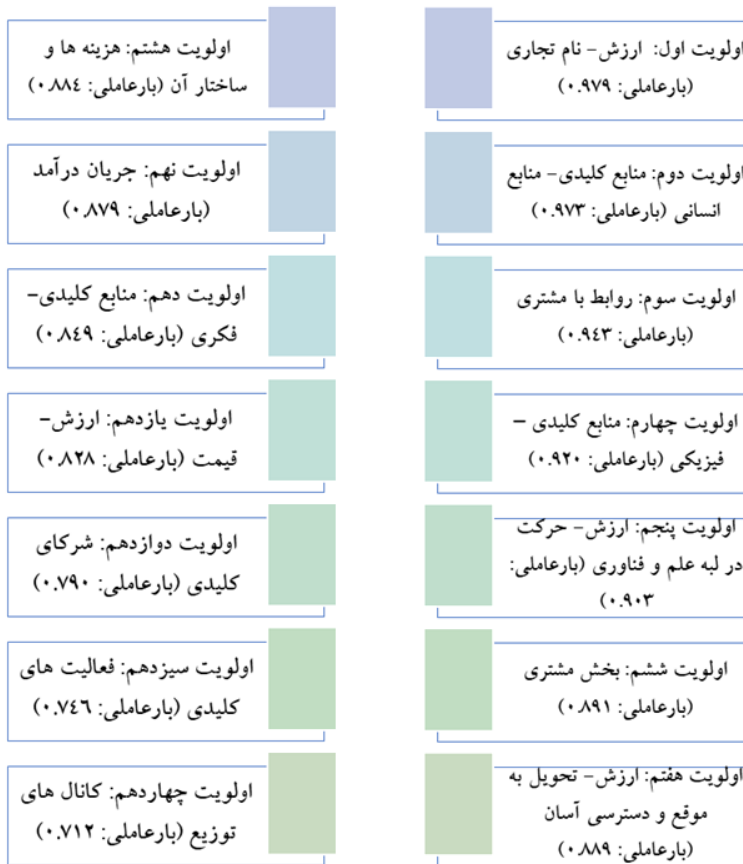 اولویت اول: ارزش- نام تجاری
(بارعاملی: ۰.۹۷۹)
اولویت دوم: منابع کلیدی- منابع
انسانی (بارعاملی: ۰.۹۷۳)
اولویت سوم: روابط با مشتری
(بارعاملی: ۰.۹٤۳)
اولویت چهارم: منابع کلیدی –
فیزیکی (بارعاملی: ۰.۹۲۰)
اولویت پنجم: ارزش- حرکت
در لبه علم و فناوری (بارعاملی:
۰.۹۰۳)
اولویت ششم: بخش مشتری
(بارعاملی: ۰.۸۹۱)
اولویت هفتم: ارزش- تحویل به
موقع و دسترسی آسان
(بارعاملی: ۰.۸۸۹)
اولویت هشتم: هزینه ها و
ساختار آن (بارعاملی: ۰.۸۸٤)
اولویت نهم: جریان درآمد
(بارعاملی: ۰.۸۷۹)
اولویت دهم: منابع کلیدی-
فکری (بارعاملی: ۰.۸٤۹)
اولویت یازدهم: ارزش-
قیمت (بارعاملی: ۰.۸۲۸)
اولویت دوازدهم: شرکای
کلیدی (بارعاملی: ۰.۷۹۰)
اولویت سیزدهم: فعالیت های
کلیدی (بارعاملی: ۰.۷٤٦)
اولویت چهاردهم: کانال های
توزیع (بارعاملی: ۰.۷۱۲)